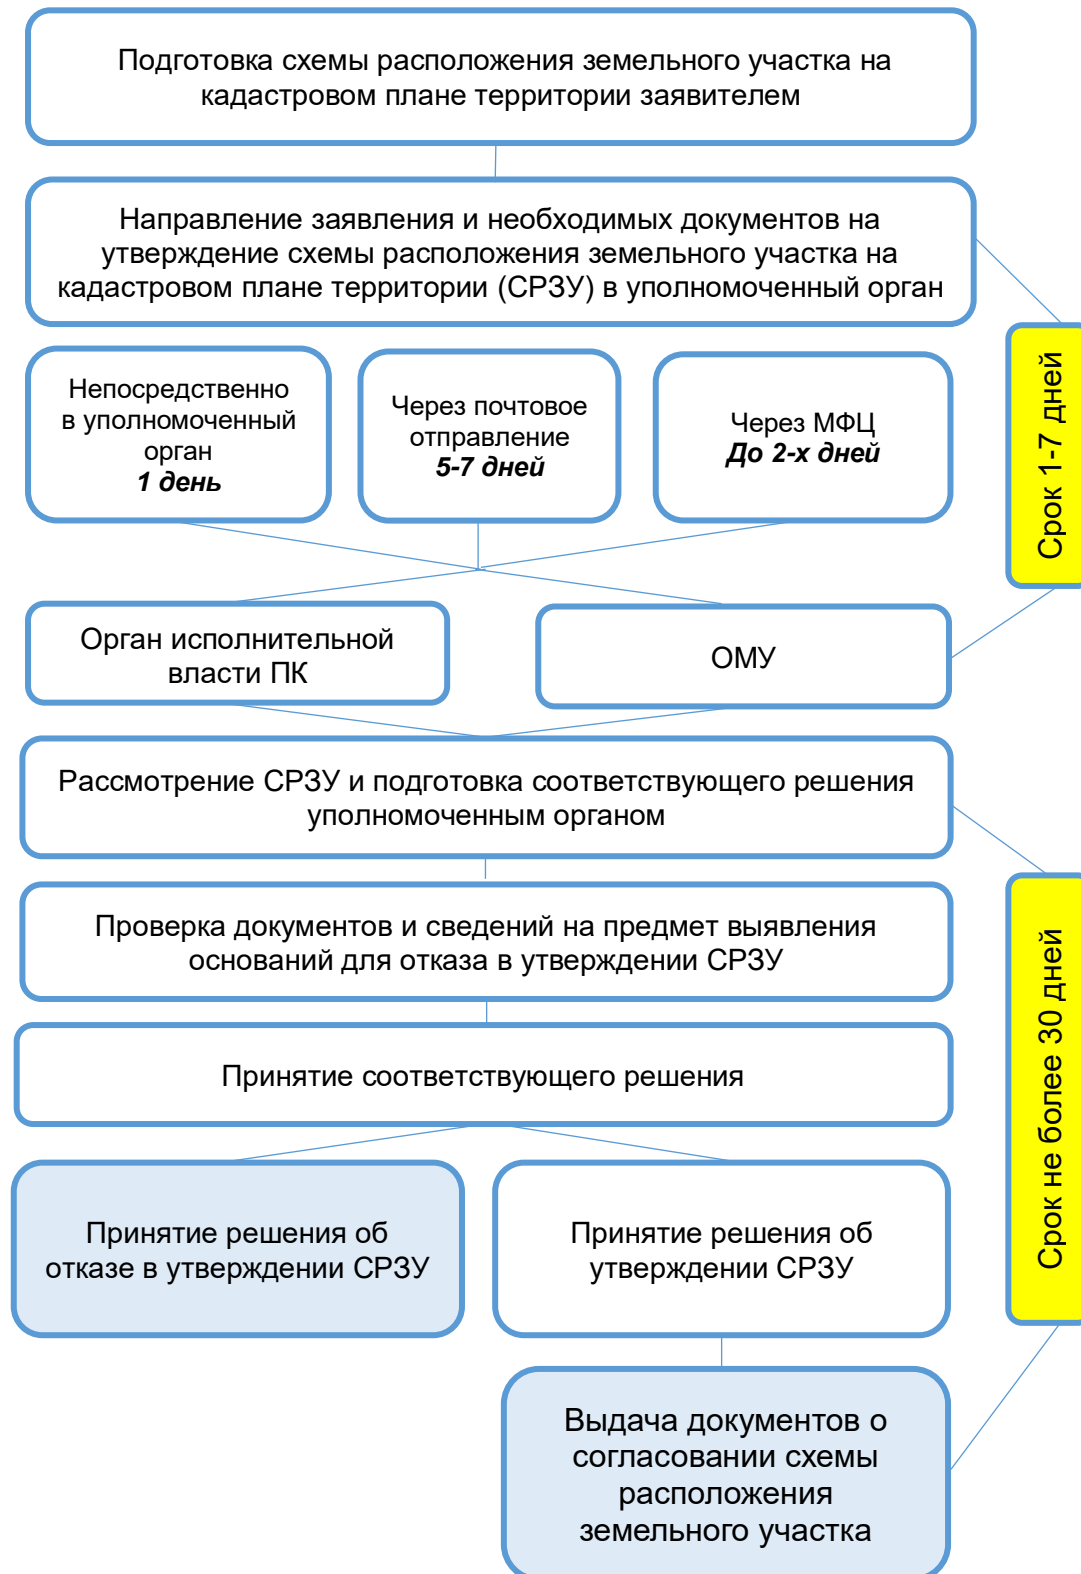 Подготовка схемы расположения земельного участка на
кадастровом плане территории заявителем
Направление заявления и необходимых документов на
утверждение схемы расположения земельного участка на
кадастровом плане территории (СРЗУ) в уполномоченный орган
Непосредственно
в уполномоченный
орган
1 день
Через почтовое
отправление
5-7 дней
Через МФЦ
До 2-х дней
Срок 1-7 дней
Орган исполнительной
власти ПК
ОМУ
Рассмотрение СРЗУ и подготовка соответствующего решения
уполномоченным органом
Проверка документов и сведений на предмет выявления
оснований для отказа в утверждении СРЗУ
Принятие соответствующего решения
Срок не более 30 дней
Принятие решения об
отказе в утверждении СРЗУ
Принятие решения об
утверждении СРЗУ
Выдача документов о
согласовании схемы
расположения
земельного участка